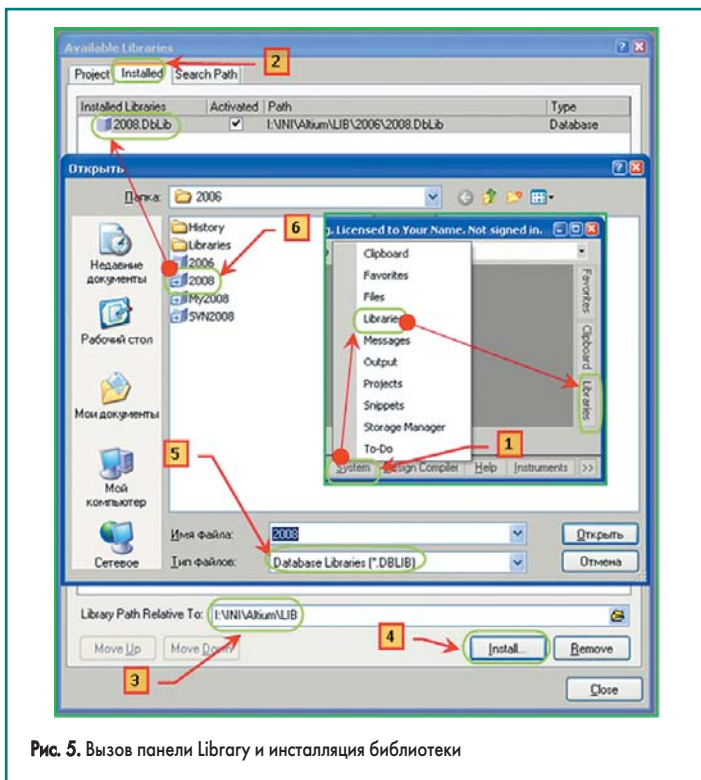 Available Libraries
2
Project Installed Search Path
Installed Libraries Activated Path Type
2008.DbLib I:\INI\Altium\LIB\2006\2008.DbLib Database
Открыть
Папка: 2006
Недавние документы
Рабочий стол
Мои документы
Мой компьютер
Сетевое
History
Libraries
2006
2008
My2008
SVN2008
6
g. Licensed to Your Name. Not signed in.
Clipboard
Favorites
Files
Libraries
Messages
Output
Projects
Snippets
Storage Manager
To-Do
Favorites
Clipboard
Libraries
1
System Design Compiler Help Instruments >>
5
Имя файла: 2008 Открыть
Тип файлов: Database Libraries (*.DBLIB) Отмена
Library Path Relative To: I:\INI\Altium\LIB
4
Move Up Move Down Install... Remove
3
Close
Рис. 5. Вызов панели Library и инсталляция библиотеки